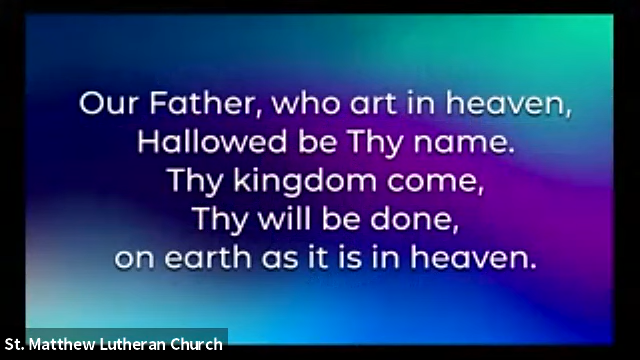 Our Father, who art in heaven,
Hallowed be Thy name.
Thy kingdom come,
Thy will be done,
on earth as it is in heaven.
St. Matthew Lutheran Church